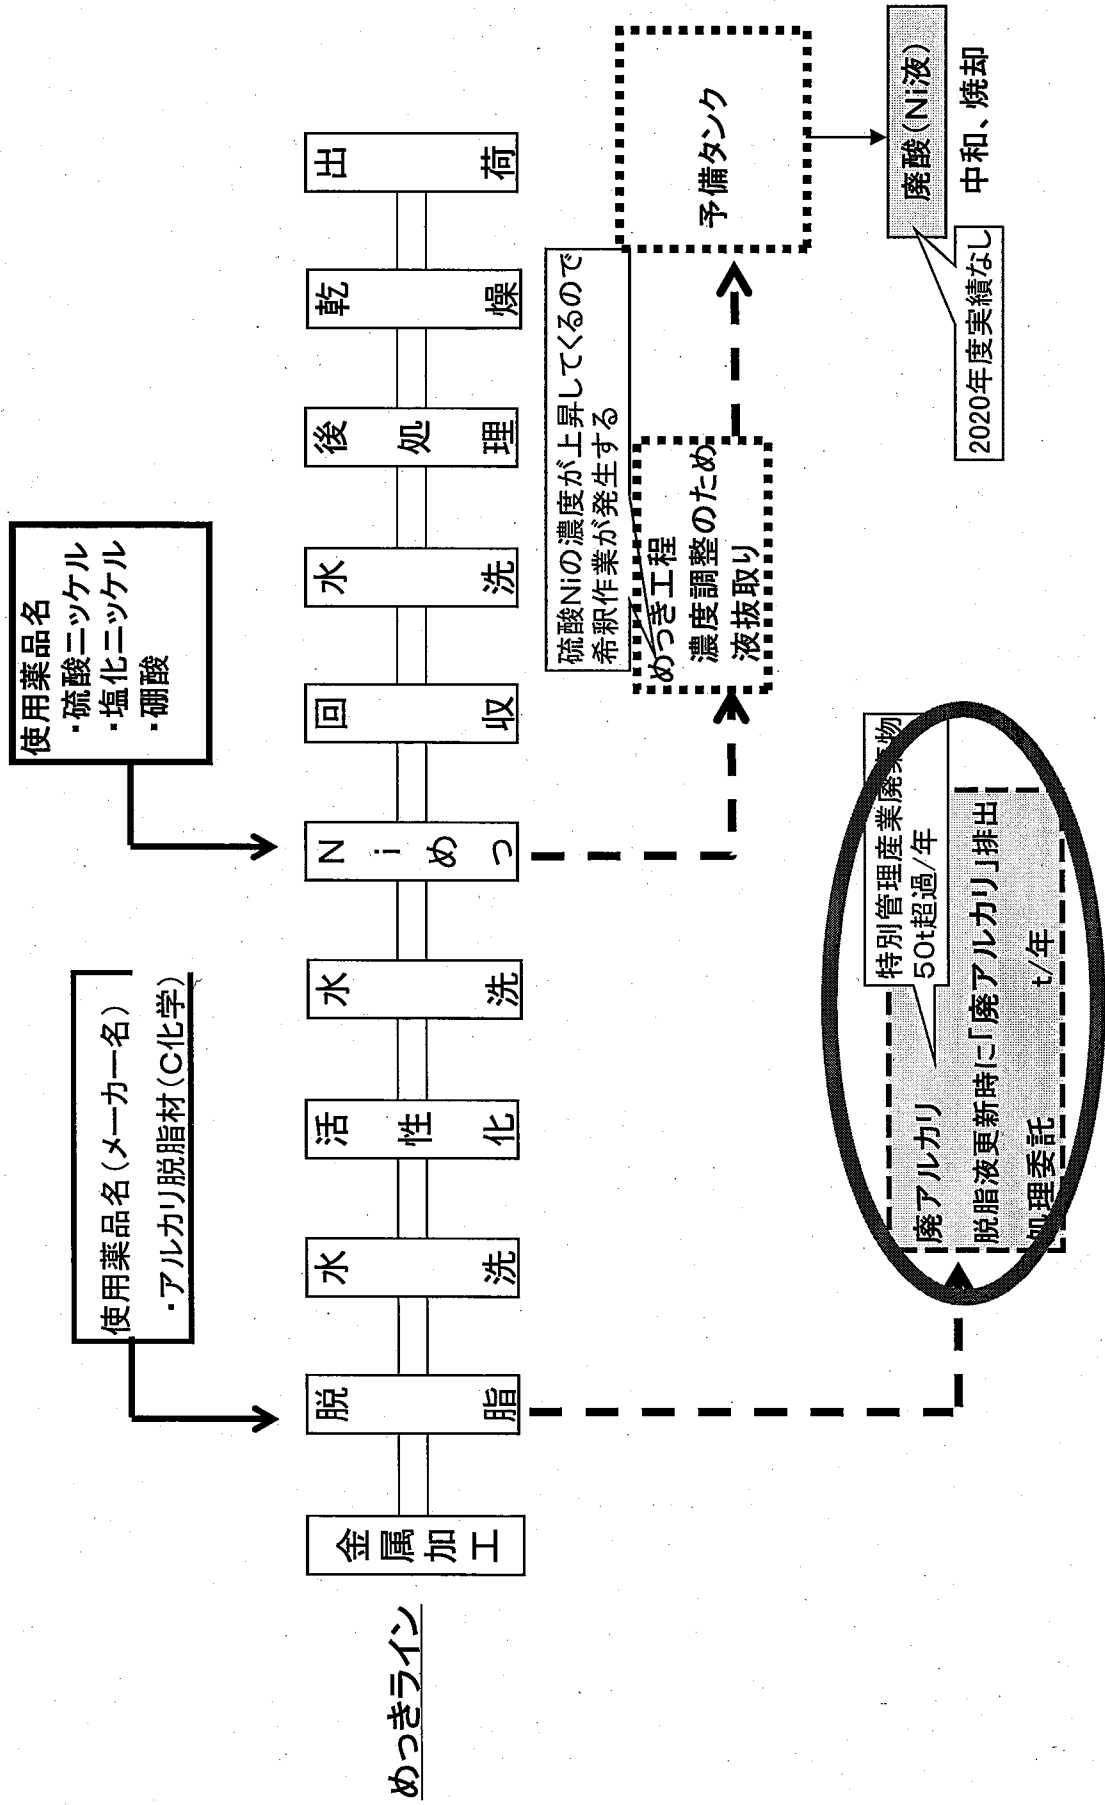 めっきライン
使用薬品名(メーカー名)
・アルカリ脱脂材(C化学)
使用薬品名
・硫酸ニッケル
・塩化ニッケル
・硼酸
金属加工
脱脂
水洗
活性化
水洗
Niめっ
回収
水洗
後処理
乾燥
出荷
硫酸Niの濃度が上昇してくるので
希釈作業が発生する
めっき工程
濃度調整のため
液抜取り
予備タンク
廃酸(Ni液)
中和、焼却
2020年度実績なし
特別管理産業廃棄物
50t超過/年
廃アルカリ
脱脂液更新時に「廃アルカリ」排出
処理委託 t/年